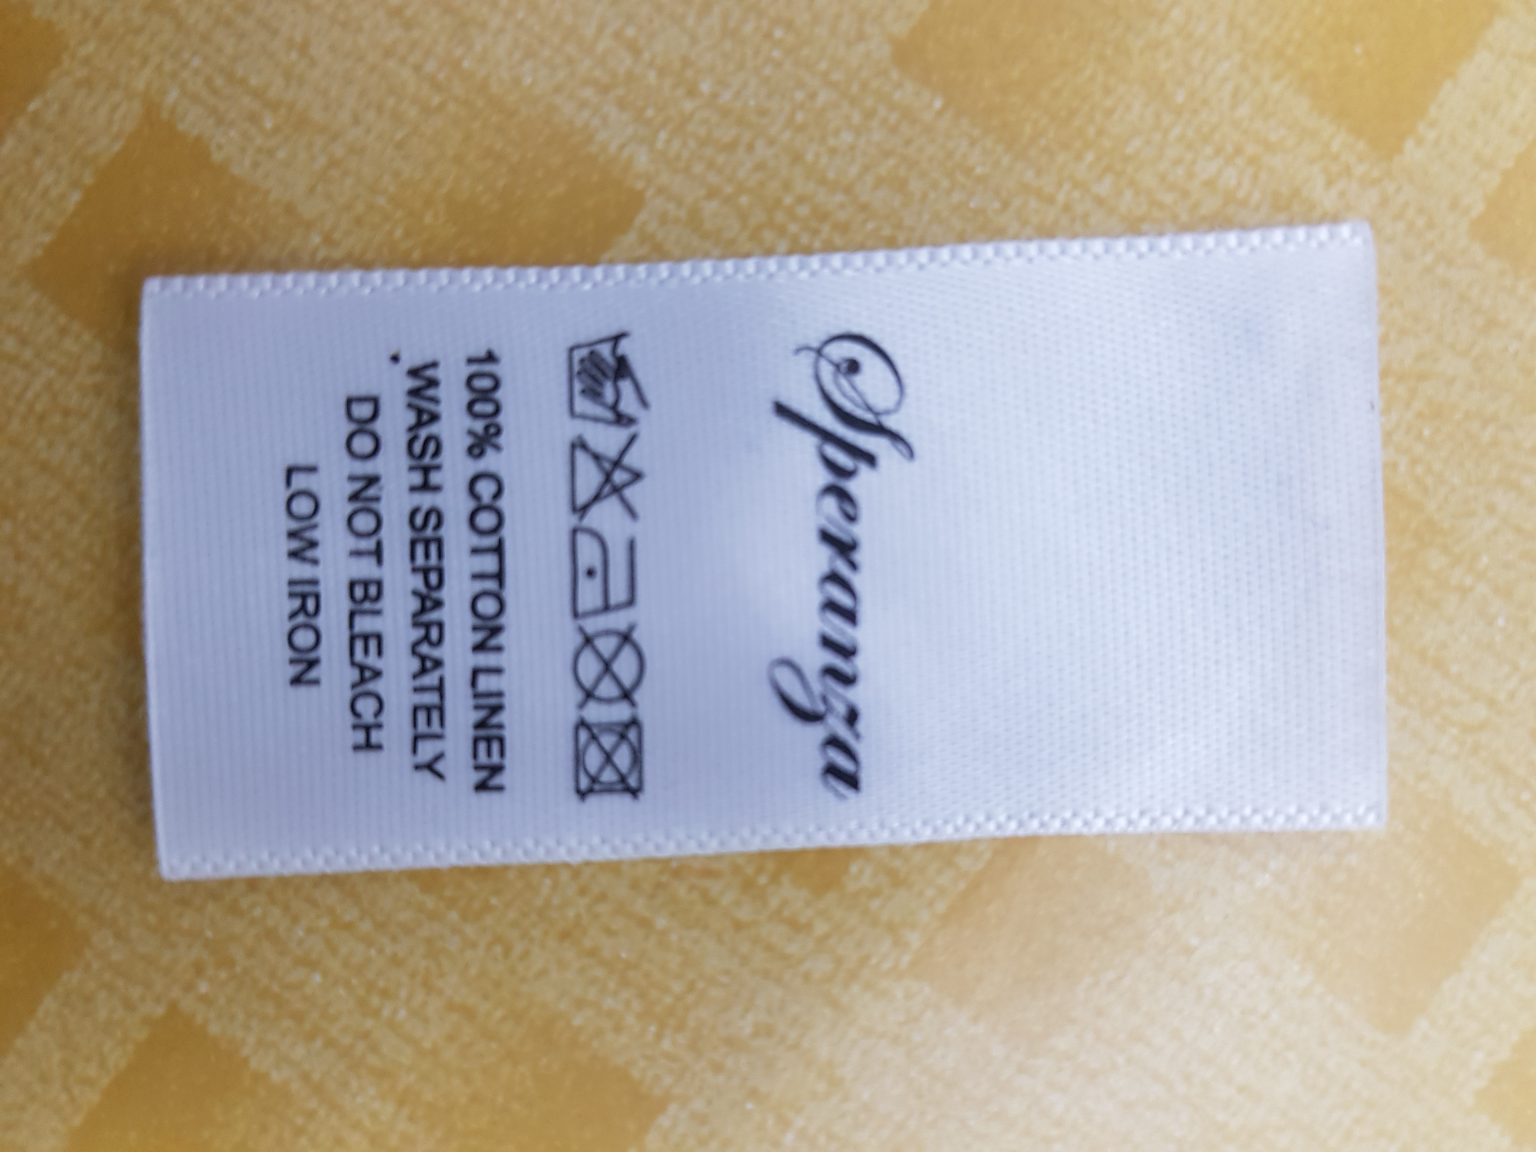 Speranza
100% COTTON LINEN
WASH SEPARATELY
DO NOT BLEACH
LOW IRON